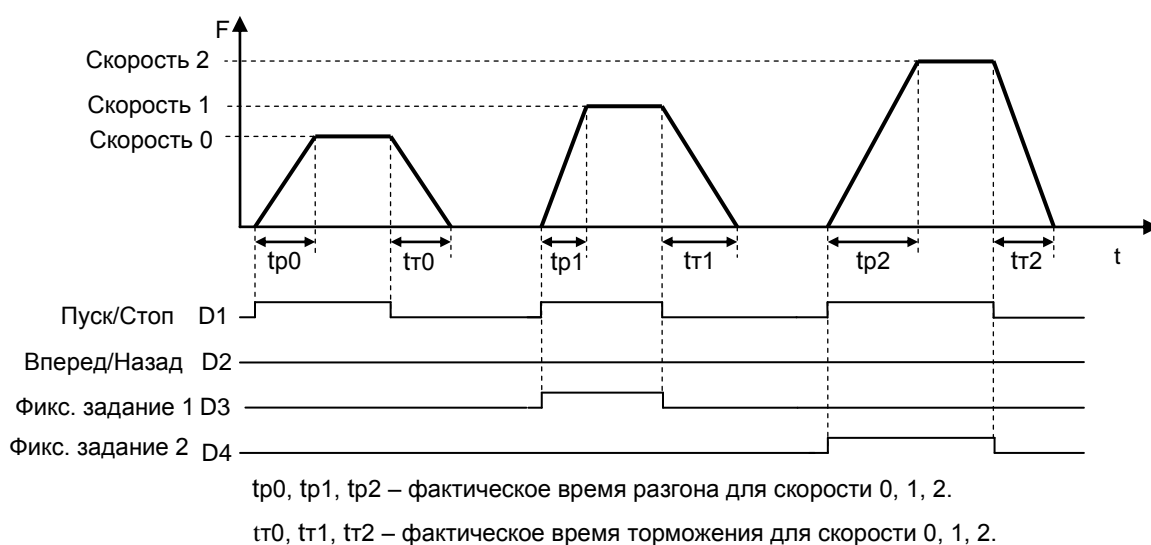 F
Скорость 2
Скорость 1
Скорость 0
tр0 tт0 tр1 tт1 tр2 tт2 t
Пуск/Стоп D1
Вперед/Назад D2
Фикс. задание 1 D3
Фикс. задание 2 D4
tр0, tр1, tр2 – фактическое время разгона для скорости 0, 1, 2.
tт0, tт1, tт2 – фактическое время торможения для скорости 0, 1, 2.